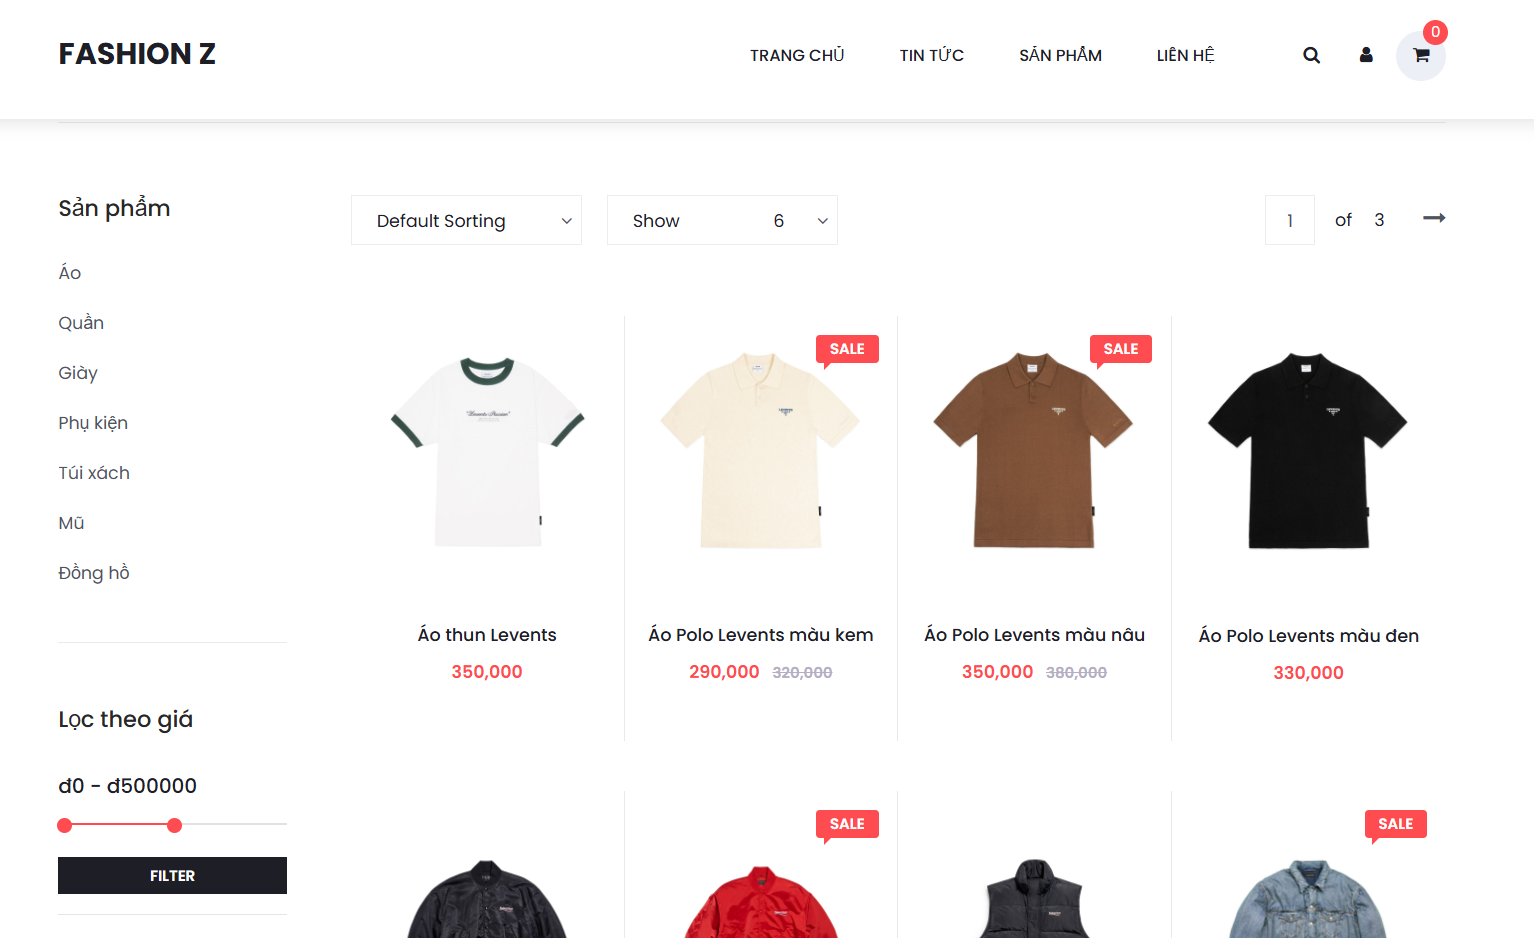 FASHION Z
TRANG CHỦ
TIN TỨC
SẢN PHẨM
LIÊN HỆ
0
Sản phẩm
Áo
Quần
Giày
Phụ kiện
Túi xách
Mũ
Đồng hồ
Lọc theo giá
đ0 - đ500000
FILTER
Default Sorting
Show 6
1 of 3
SALE
SALE
Áo thun Levents
350,000
Áo Polo Levents màu kem
290,000 320,000
Áo Polo Levents màu nâu
350,000 380,000
Áo Polo Levents màu đen
330,000
SALE
SALE